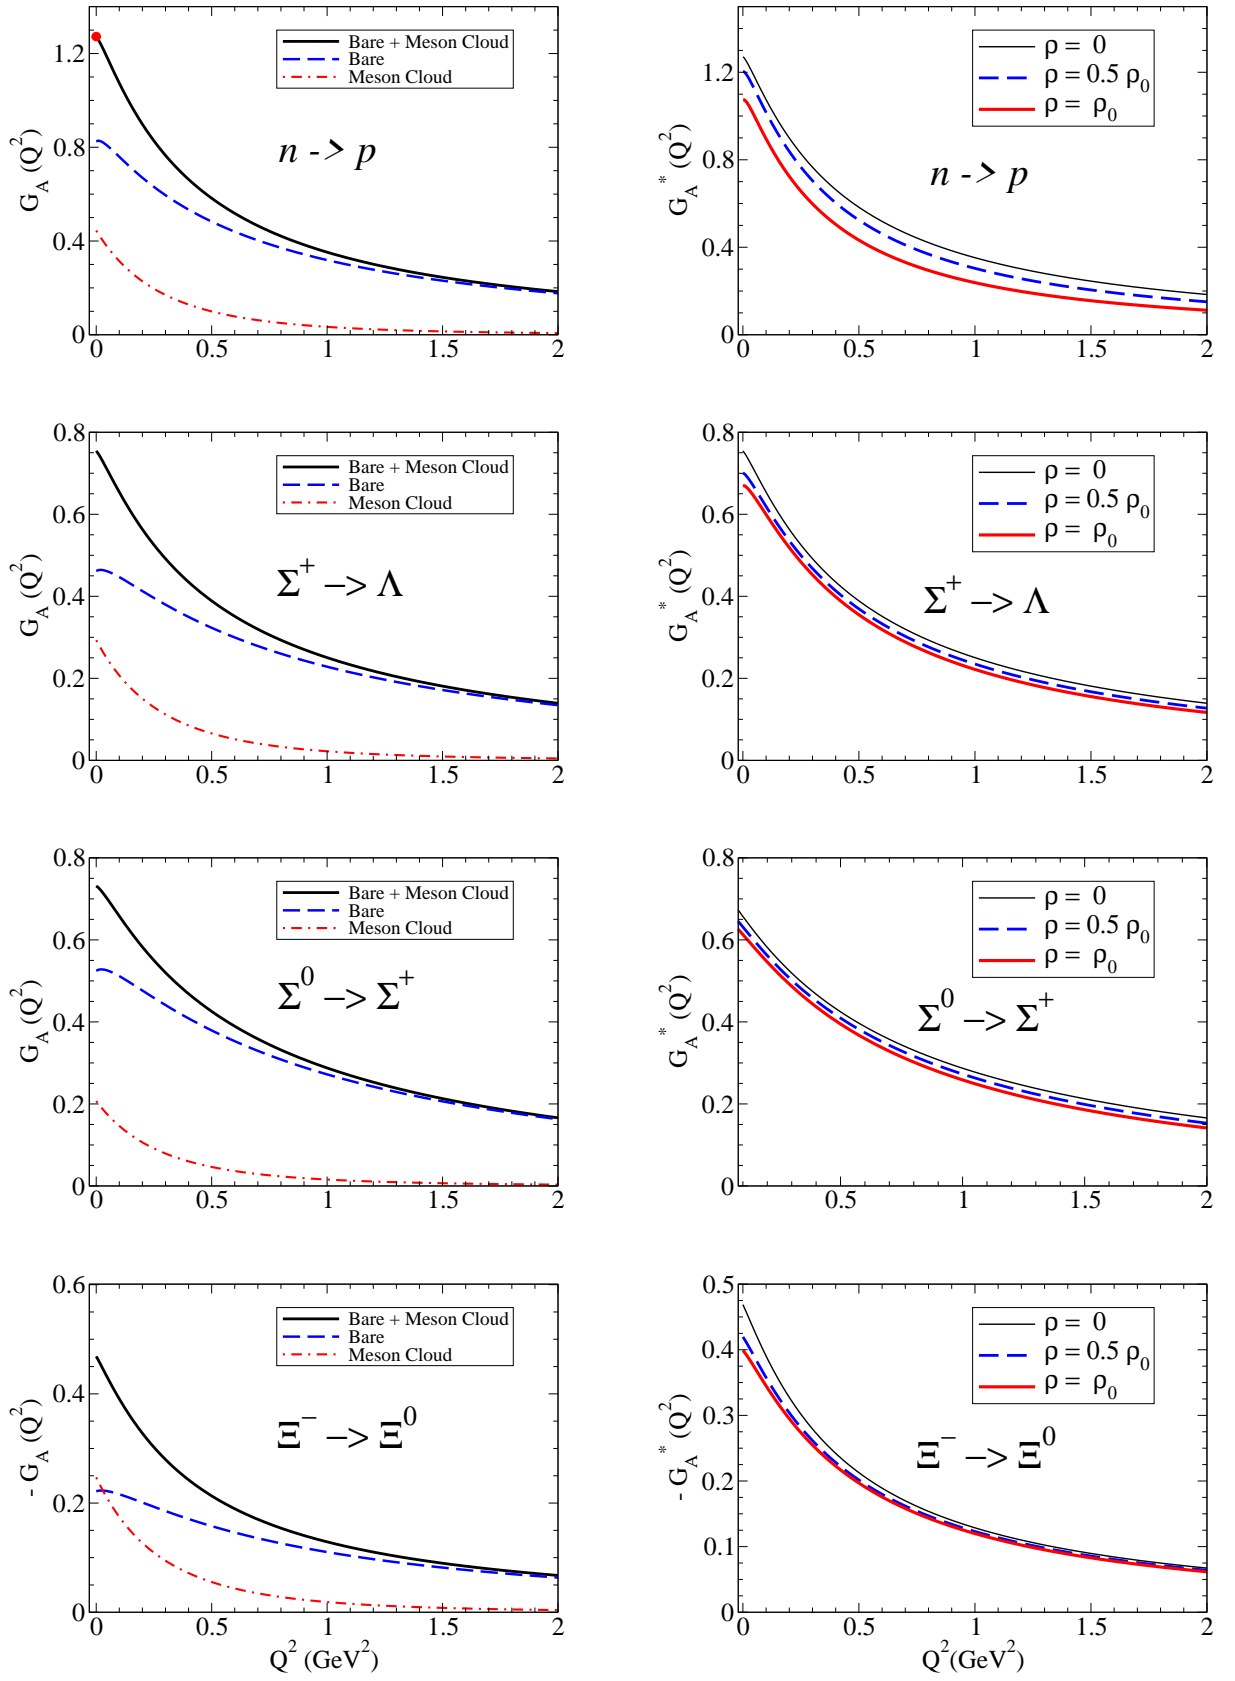 Bare + Meson Cloud
Bare
Meson Cloud
n -> p
G_A (Q^2)
1.2
0.8
0.4
0
0 0.5 1 1.5 2
ρ = 0
ρ = 0.5 ρ_0
ρ = ρ_0
n -> p
G_A^* (Q^2)
1.2
0.8
0.4
0
0 0.5 1 1.5 2
Bare + Meson Cloud
Bare
Meson Cloud
Σ^+ —> Λ
G_A (Q^2)
0.8
0.6
0.4
0.2
0
0 0.5 1 1.5 2
ρ = 0
ρ = 0.5 ρ_0
ρ = ρ_0
Σ^+ —> Λ
G_A^* (Q^2)
0.8
0.6
0.4
0.2
0
0 0.5 1 1.5 2
Bare + Meson Cloud
Bare
Meson Cloud
Σ^0 —> Σ^+
G_A (Q^2)
0.8
0.6
0.4
0.2
0
0 0.5 1 1.5 2
ρ = 0
ρ = 0.5 ρ_0
ρ = ρ_0
Σ^0 —> Σ^+
G_A^* (Q^2)
0.8
0.6
0.4
0.2
0
0.5 1 1.5 2
Bare + Meson Cloud
Bare
Meson Cloud
Ξ^− —> Ξ^0
- G_A (Q^2)
0.6
0.4
0.2
0
0 0.5 1 1.5 2
Q^2 (GeV^2)
ρ = 0
ρ = 0.5 ρ_0
ρ = ρ_0
Ξ^− —> Ξ^0
- G_A^* (Q^2)
0.5
0.4
0.3
0.2
0.1
0
0 0.5 1 1.5 2
Q^2(GeV^2)